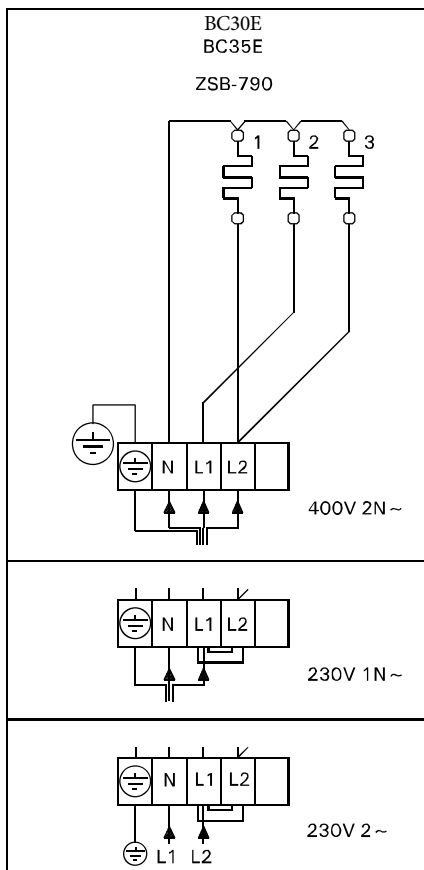 BC30E
BC35E
ZSB-790
1 2 3
N L1 L2
400V 2N~
N L1 L2
230V 1N~
N L1 L2
230V 2~
L1 L2